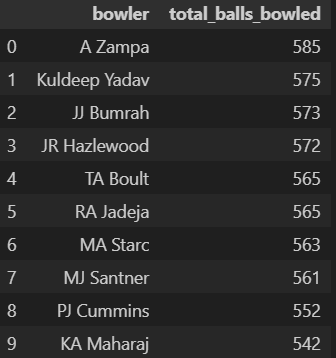 bowler total_balls_bowled
0 A Zampa 585
1 Kuldeep Yadav 575
2 JJ Bumrah 573
3 JR Hazlewood 572
4 TA Boult 565
5 RA Jadeja 565
6 MA Starc 563
7 MJ Santner 561
8 PJ Cummins 552
9 KA Maharaj 542